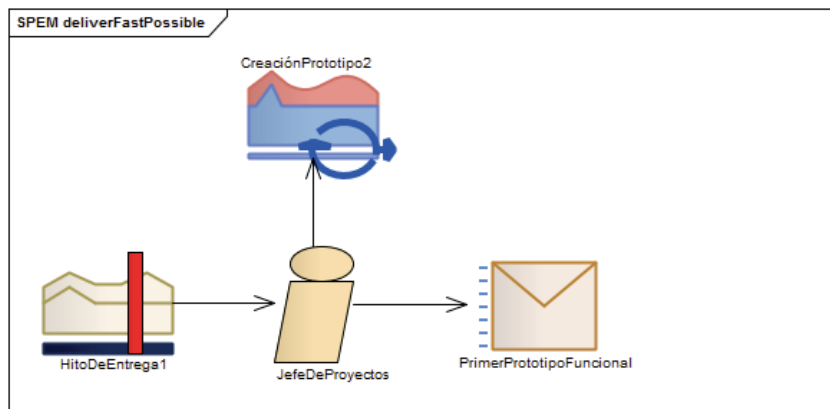 SPEM deliverFastPossible
CreaciónPrototipo2
HitoDeEntrega1
JefeDeProyectos
PrimerPrototipoFuncional